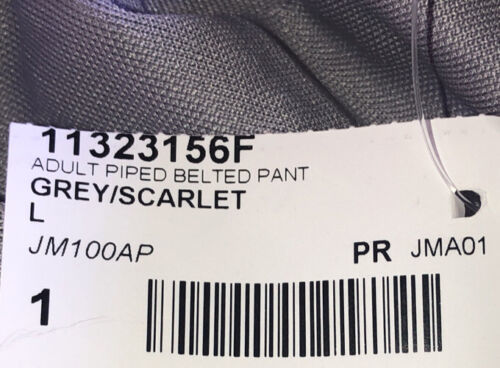 11323156F
ADULT PIPED BELTED PANT
GREY/SCARLET
L
JM100AP PR JMA01
1